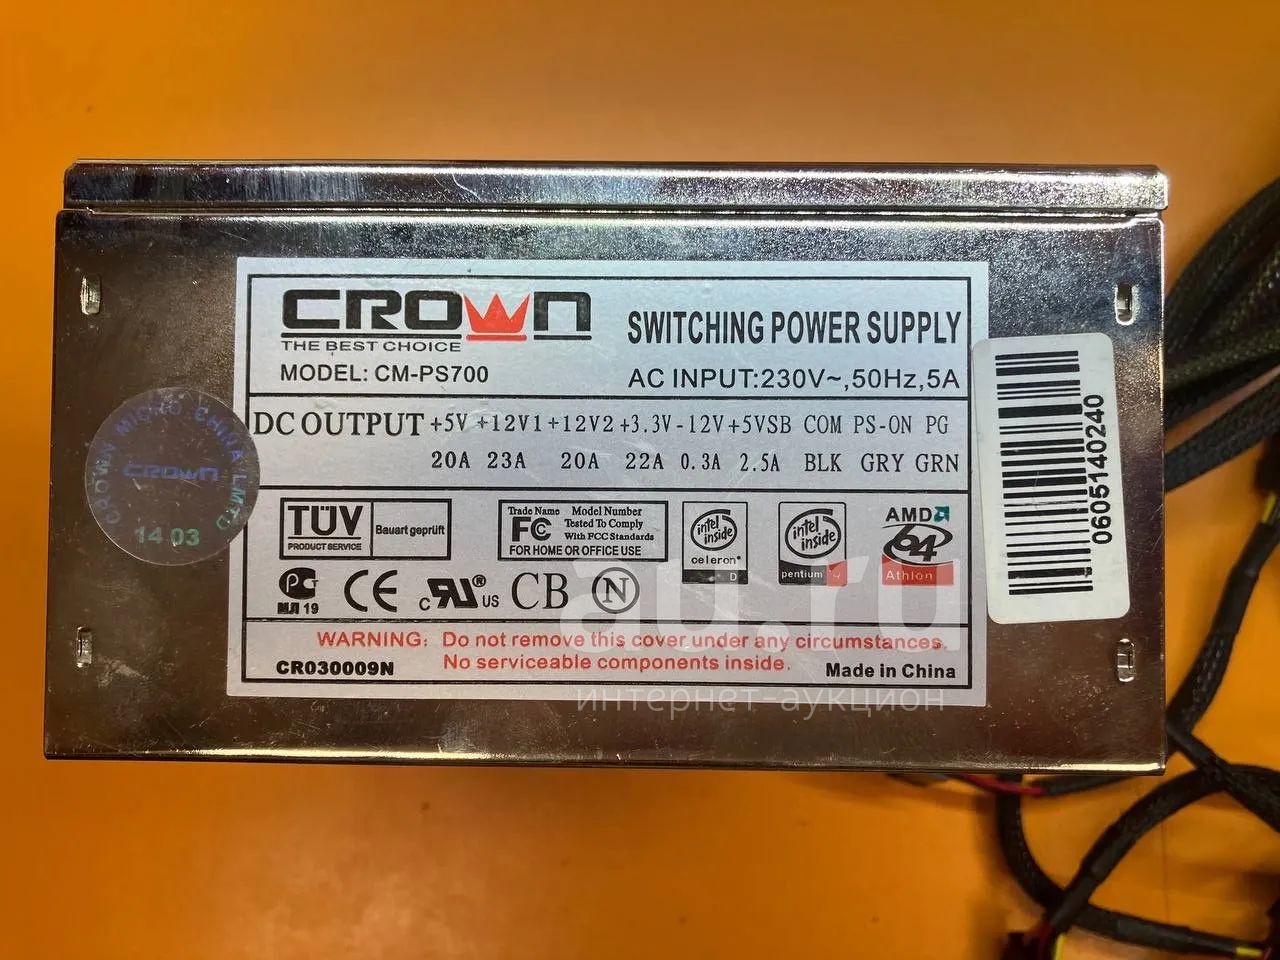 CROWN
THE BEST CHOICE
SWITCHING POWER SUPPLY
MODEL: CM-PS700
AC INPUT:230V~,50Hz,5A
DC OUTPUT +5V +12V1 +12V2 +3.3V -12V +5VSB COM PS-ON PG
20A 23A 20A 22A 0.3A 2.5A BLK GRY GRN
CROWN MICRO CHINA LMTD
CROWN
14 03
0605140240
TÜV
PRODUCT SERVICE
Bauart geprüft
Trade Name
FC
Model Number
Tested To Comply
With FCC Standards
FOR HOME OR OFFICE USE
intel inside
celeron®
D
intel inside
pentium® 4
AMD
64
Athlon
РСТ
МЛ 19
CE
c RU® US
CB
N
WARNING: Do not remove this cover under any circumstances.
No serviceable components inside.
CR030009N
Made in China
au.ru
интернет-аукцион